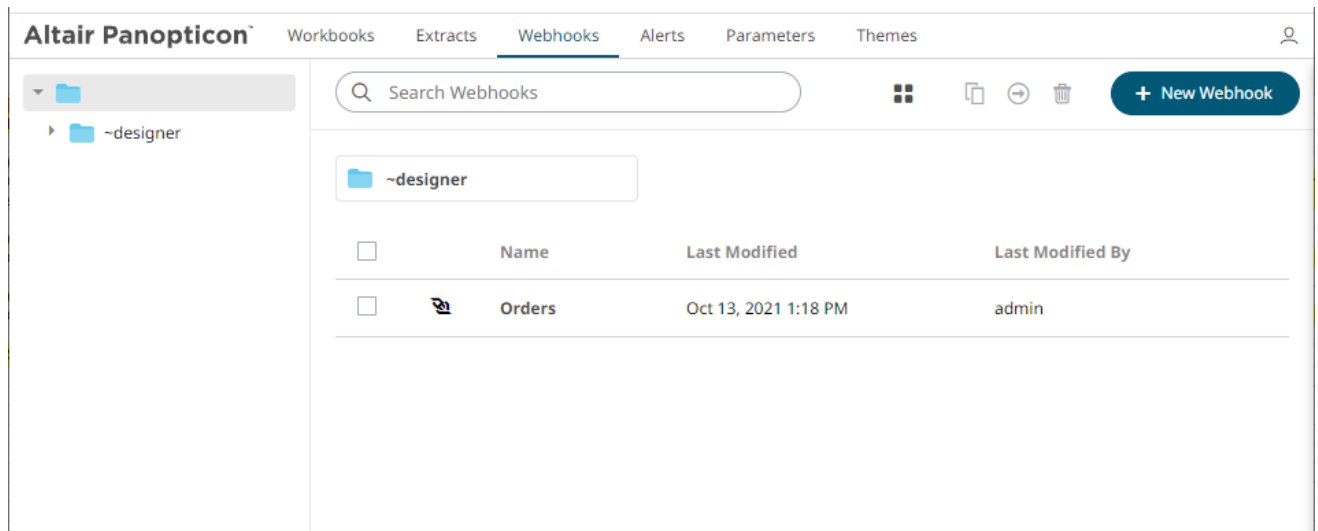 Altair Panopticon™ Workbooks Extracts Webhooks Alerts Parameters Themes
Search Webhooks
+ New Webhook
~designer
~designer
Name Last Modified Last Modified By
Orders Oct 13, 2021 1:18 PM admin